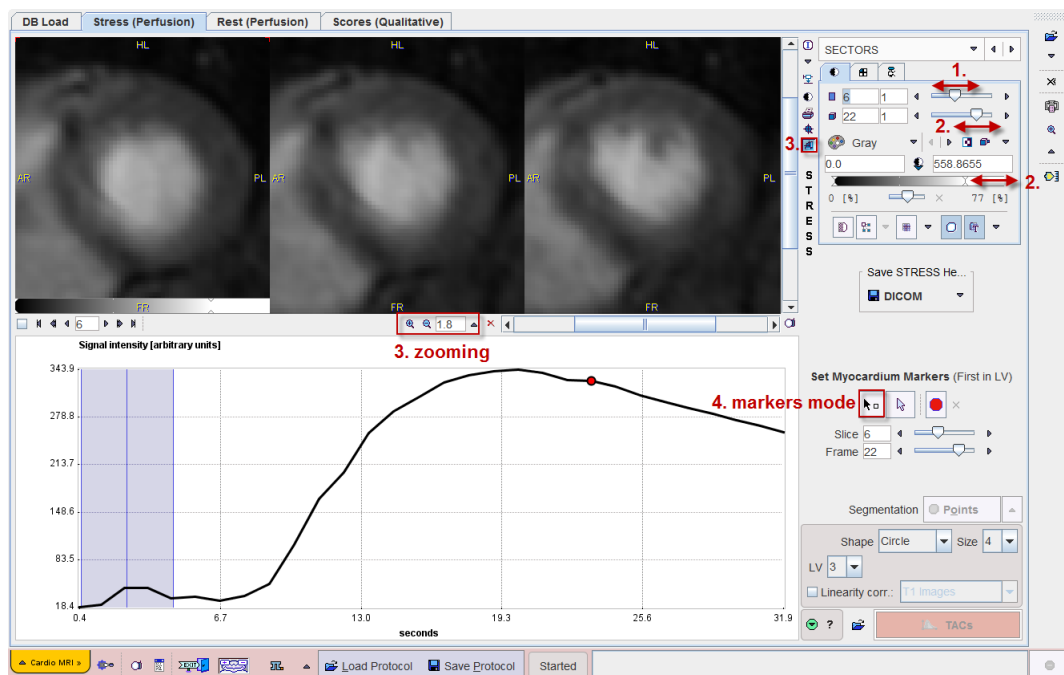 DB Load Stress (Perfusion) Rest (Perfusion) Scores (Qualitative)
HL HL HL
AR PL AR PL AR PL
FR FR FR
SECTORS
1.
6 1
22 1
2.
3.
Gray
0.0 558.8655
2.
0 [%] 77 [%]
S
T
R
E
S
S
Save STRESS He...
DICOM
6 1.8
3. zooming
Signal intensity [arbitrary units]
343.9
278.8
213.7
148.6
83.5
18.4
0.4 6.7 13.0 19.3 25.6 31.9
seconds
Set Myocardium Markers (First in LV)
4. markers mode
Slice 6
Frame 22
Segmentation Points
Shape Circle Size 4
LV 3
Linearity corr.: T1 Images
? TACs
Cardio MRI » EXIT Load Protocol Save Protocol Started